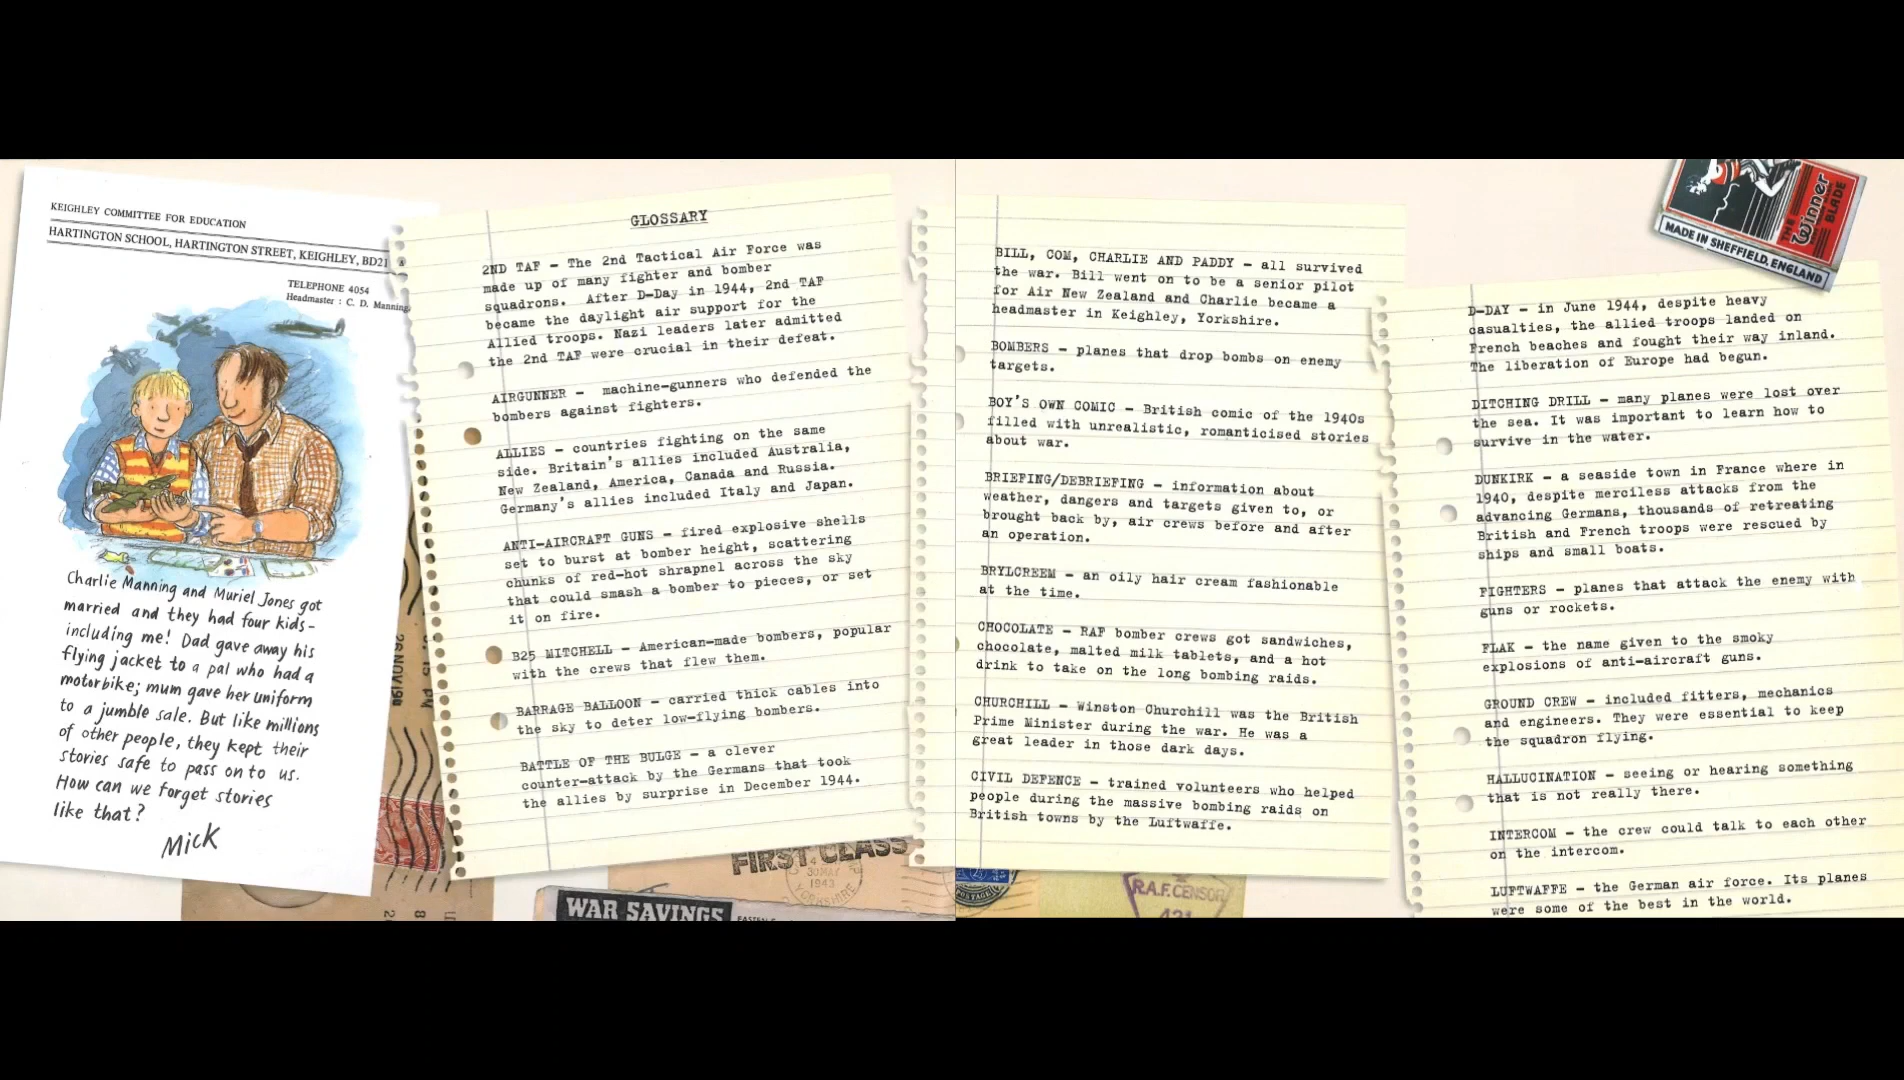 KEIGHLEY COMMITTEE FOR EDUCATION
HARTINGTON SCHOOL, HARTINGTON STREET, KEIGHLEY, BD21
TELEPHONE 4054
Headmaster : C. D. Manning
Charlie Manning and Muriel Jones got
married and they had four kids-
including me! Dad gave away his
flying jacket to a pal who had a
motorbike; mum gave her uniform
to a jumble sale. But like millions
of other people, they kept their
stories safe to pass on to us.
How can we forget stories
like that?
Mick
GLOSSARY
2ND TAF - The 2nd Tactical Air Force was
made up of many fighter and bomber
squadrons. After D-Day in 1944, 2nd TAF
became the daylight air support for the
Allied troops. Nazi leaders later admitted
the 2nd TAF were crucial in their defeat.
AIRGUNNER - machine-gunners who defended the
bombers against fighters.
ALLIES - countries fighting on the same
side. Britain's allies included Australia,
New Zealand, America, Canada and Russia.
Germany's allies included Italy and Japan.
ANTI-AIRCRAFT GUNS - fired explosive shells
set to burst at bomber height, scattering
chunks of red-hot shrapnel across the sky
that could smash a bomber to pieces, or set
it on fire.
B25 MITCHELL - American-made bombers, popular
with the crews that flew them.
BARRAGE BALLOON - carried thick cables into
the sky to deter low-flying bombers.
BATTLE OF THE BULGE - a clever
counter-attack by the Germans that took
the allies by surprise in December 1944.
FIRST CLASS
30 MAY
1943
YORKSHIRE
WAR SAVINGS
26 NOV
BILL, COM, CHARLIE AND PADDY - all survived
the war. Bill went on to be a senior pilot
for Air New Zealand and Charlie became a
headmaster in Keighley, Yorkshire.
BOMBERS - planes that drop bombs on enemy
targets.
BOY'S OWN COMIC - British comic of the 1940s
filled with unrealistic, romanticised stories
about war.
BRIEFING/DEBRIEFING - information about
weather, dangers and targets given to, or
brought back by, air crews before and after
an operation.
BRYLCREEM - an oily hair cream fashionable
at the time.
CHOCOLATE - RAF bomber crews got sandwiches,
chocolate, malted milk tablets, and a hot
drink to take on the long bombing raids.
CHURCHILL - Winston Churchill was the British
Prime Minister during the war. He was a
great leader in those dark days.
CIVIL DEFENCE - trained volunteers who helped
people during the massive bombing raids on
British towns by the Luftwaffe.
POSTAGE
R.A.F. CENSOR
THE
Winner
BLADE
MADE IN SHEFFIELD, ENGLAND
D-DAY - in June 1944, despite heavy
casualties, the allied troops landed on
French beaches and fought their way inland.
The liberation of Europe had begun.
DITCHING DRILL - many planes were lost over
the sea. It was important to learn how to
survive in the water.
DUNKIRK - a seaside town in France where in
1940, despite merciless attacks from the
advancing Germans, thousands of retreating
British and French troops were rescued by
ships and small boats.
FIGHTERS - planes that attack the enemy with
guns or rockets.
FLAK - the name given to the smoky
explosions of anti-aircraft guns.
GROUND CREW - included fitters, mechanics
and engineers. They were essential to keep
the squadron flying.
HALLUCINATION - seeing or hearing something
that is not really there.
INTERCOM - the crew could talk to each other
on the intercom.
LUFTWAFFE - the German air force. Its planes
were some of the best in the world.